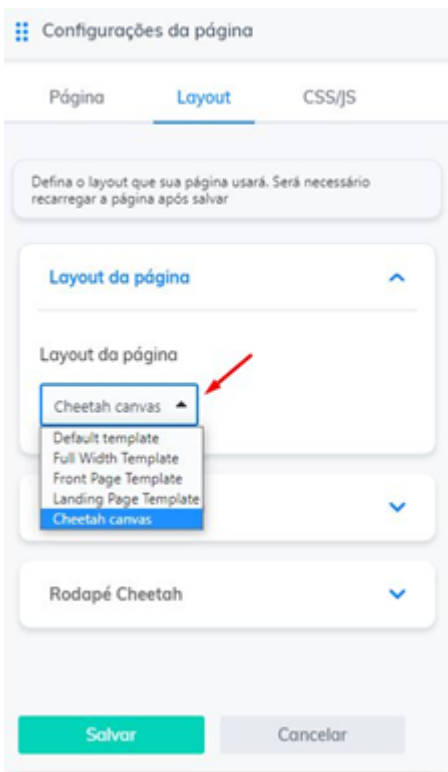 Configurações da página
Página Layout CSS/JS
Defina o layout que sua página usará. Será necessário
recarregar a página após salvar
Layout da página
Layout da página
Cheetah canvas
Default template
Full Width Template
Front Page Template
Landing Page Template
Cheetah canvas
Rodapé Cheetah
Salvar Cancelar